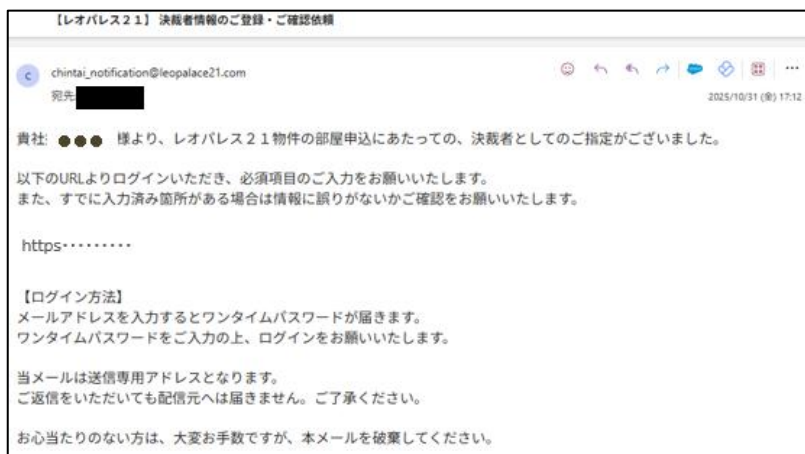 【レオパレス２１】 決裁者情報のご登録・ご確認依頼
C
chintai_notification@leopalace21.com
宛先:
2025/10/31 (金) 17:12
貴社: ●●● 様より、レオパレス２１物件の部屋申込にあたっての、決裁者としてのご指定がございました。
以下のURLよりログインいただき、必須項目のご入力をお願いいたします。
また、すでに入力済み箇所がある場合は情報に誤りがないかご確認をお願いいたします。
https・・・・・・・・・
【ログイン方法】
メールアドレスを入力するとワンタイムパスワードが届きます。
ワンタイムパスワードをご入力の上、ログインをお願いいたします。
当メールは送信専用アドレスとなります。
ご返信をいただいても配信元へは届きません。ご了承ください。
お心当たりのない方は、大変お手数ですが、本メールを破棄してください。